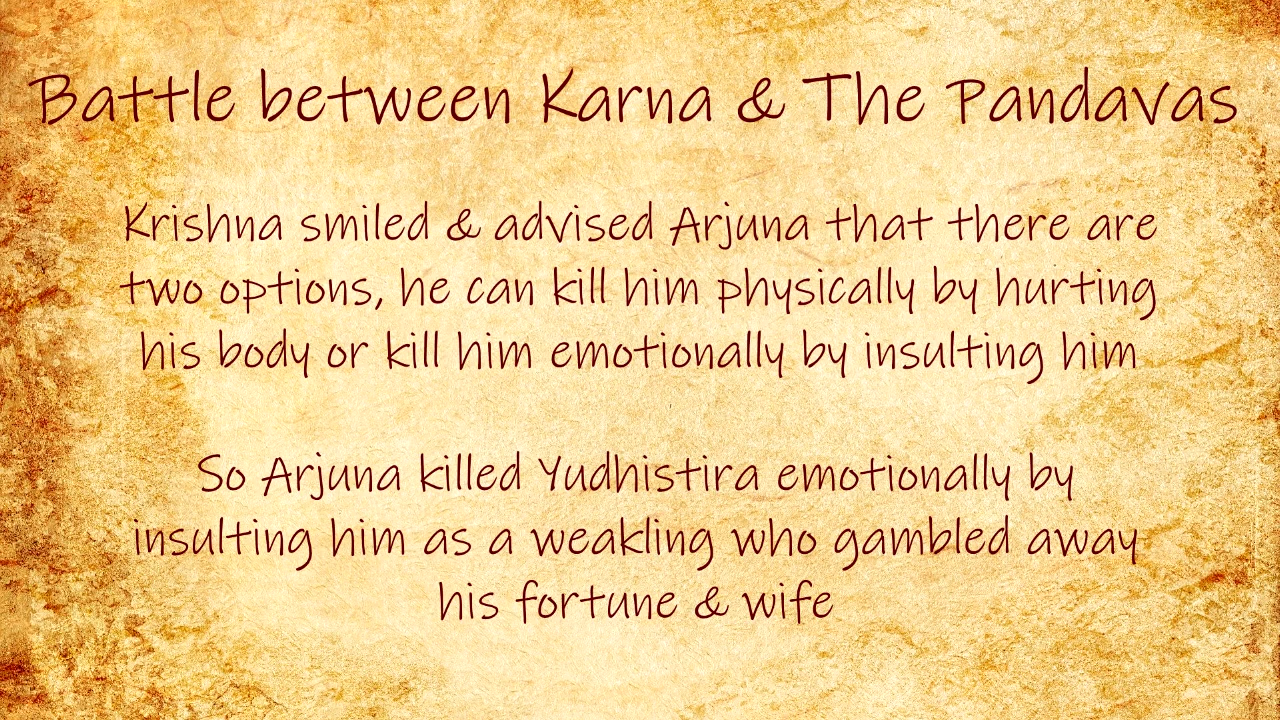 Battle between Karna & The Pandavas
Krishna smiled & advised Arjuna that there are
two options, he can kill him physically by hurting
his body or kill him emotionally by insulting him
So Arjuna killed Yudhistira emotionally by
insulting him as a weakling who gambled away
his fortune & wife